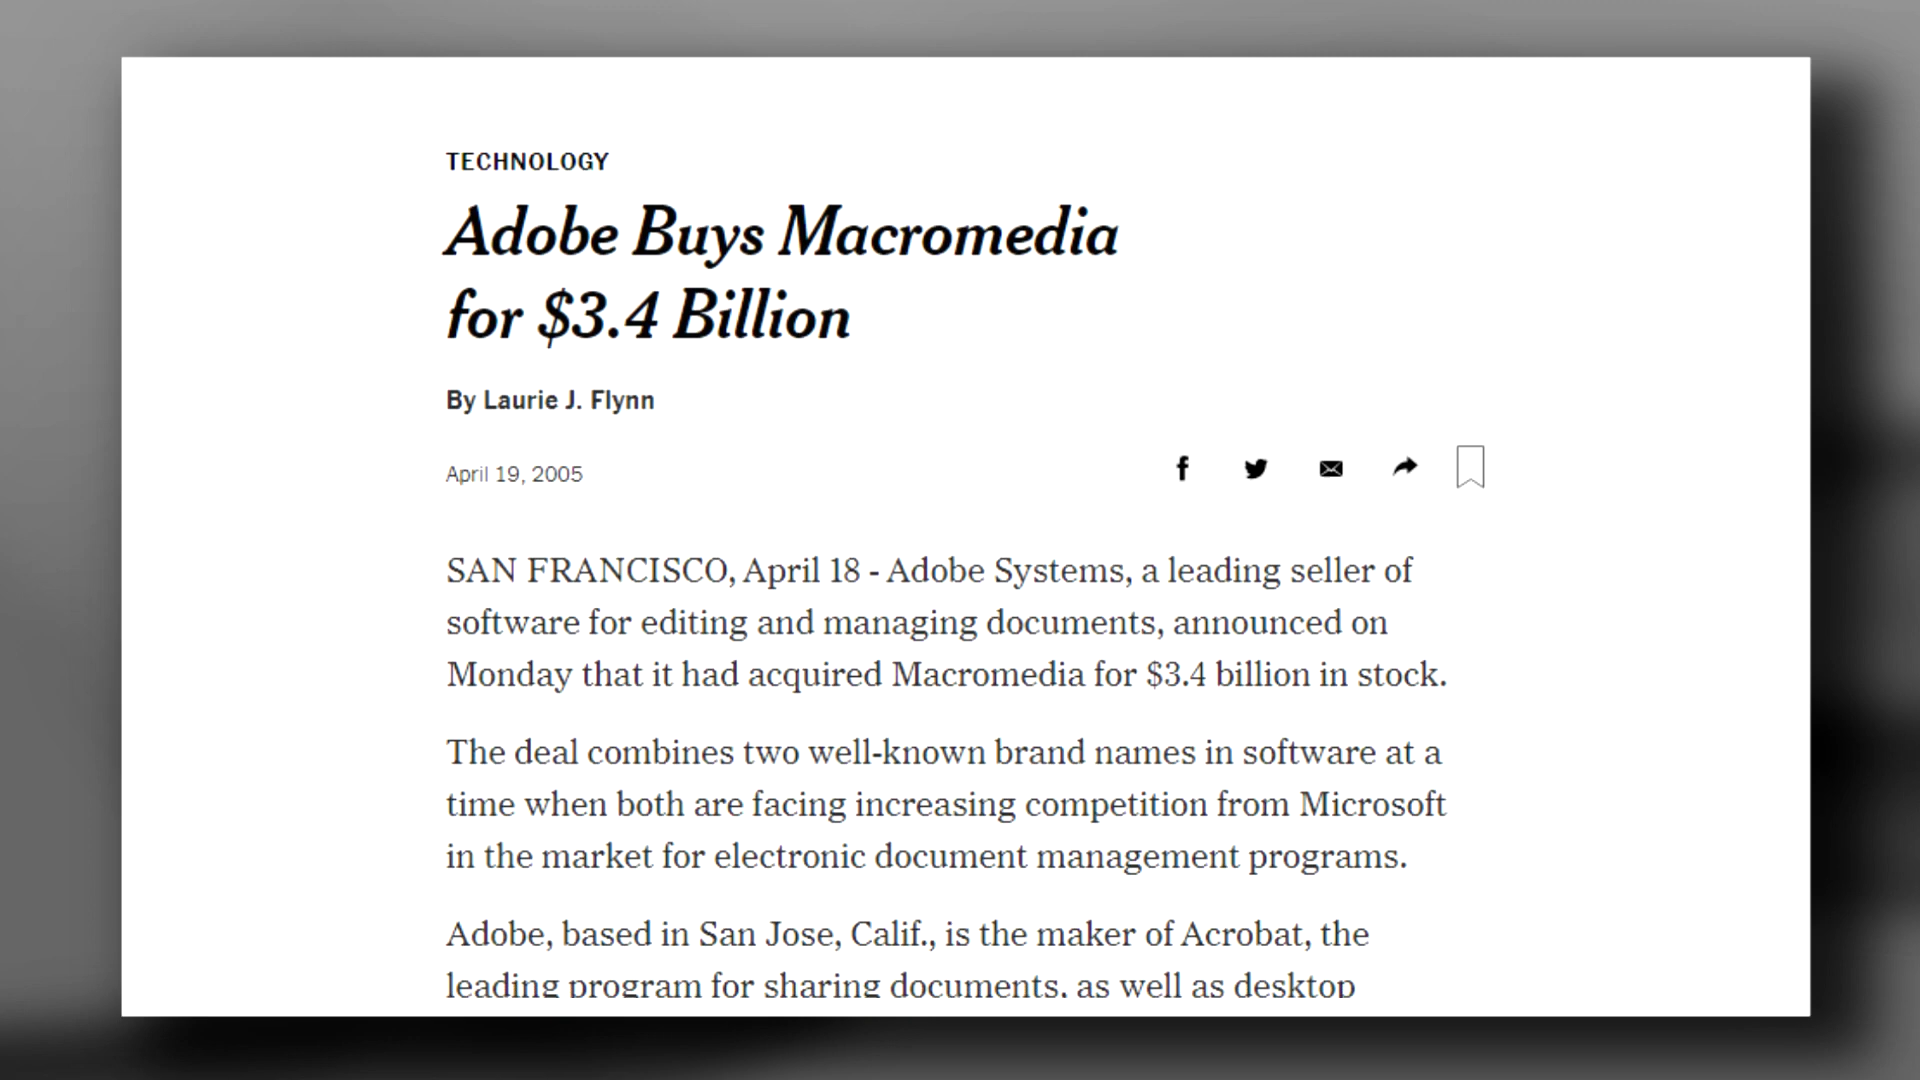 TECHNOLOGY
Adobe Buys Macromedia
for $3.4 Billion
By Laurie J. Flynn
April 19, 2005
SAN FRANCISCO, April 18 - Adobe Systems, a leading seller of
software for editing and managing documents, announced on
Monday that it had acquired Macromedia for $3.4 billion in stock.
The deal combines two well-known brand names in software at a
time when both are facing increasing competition from Microsoft
in the market for electronic document management programs.
Adobe, based in San Jose, Calif., is the maker of Acrobat, the
leading program for sharing documents, as well as desktop